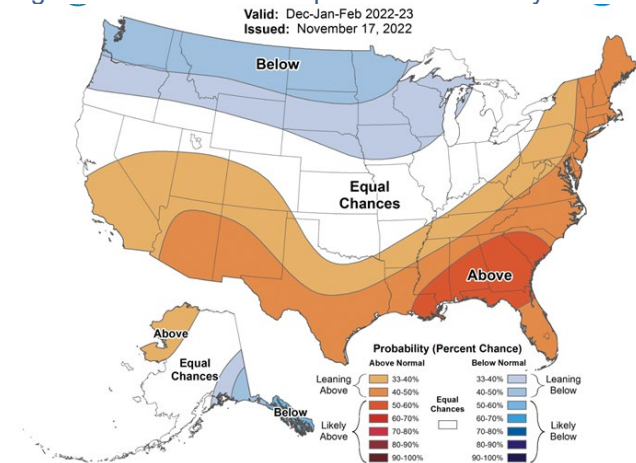 Valid: Dec-Jan-Feb 2022-23
Issued: November 17, 2022
Below
Equal
Chances
Above
Above
Equal
Chances
Below
Probability (Percent Chance)
Above Normal
Below Normal
Leaning
Above
33-40%
40-50%
Likely
Above
50-60%
60-70%
70-80%
80-90%
90-100%
Equal
Chances
33-40%
40-50%
Leaning
Below
50-60%
60-70%
70-80%
80-90%
90-100%
Likely
Below